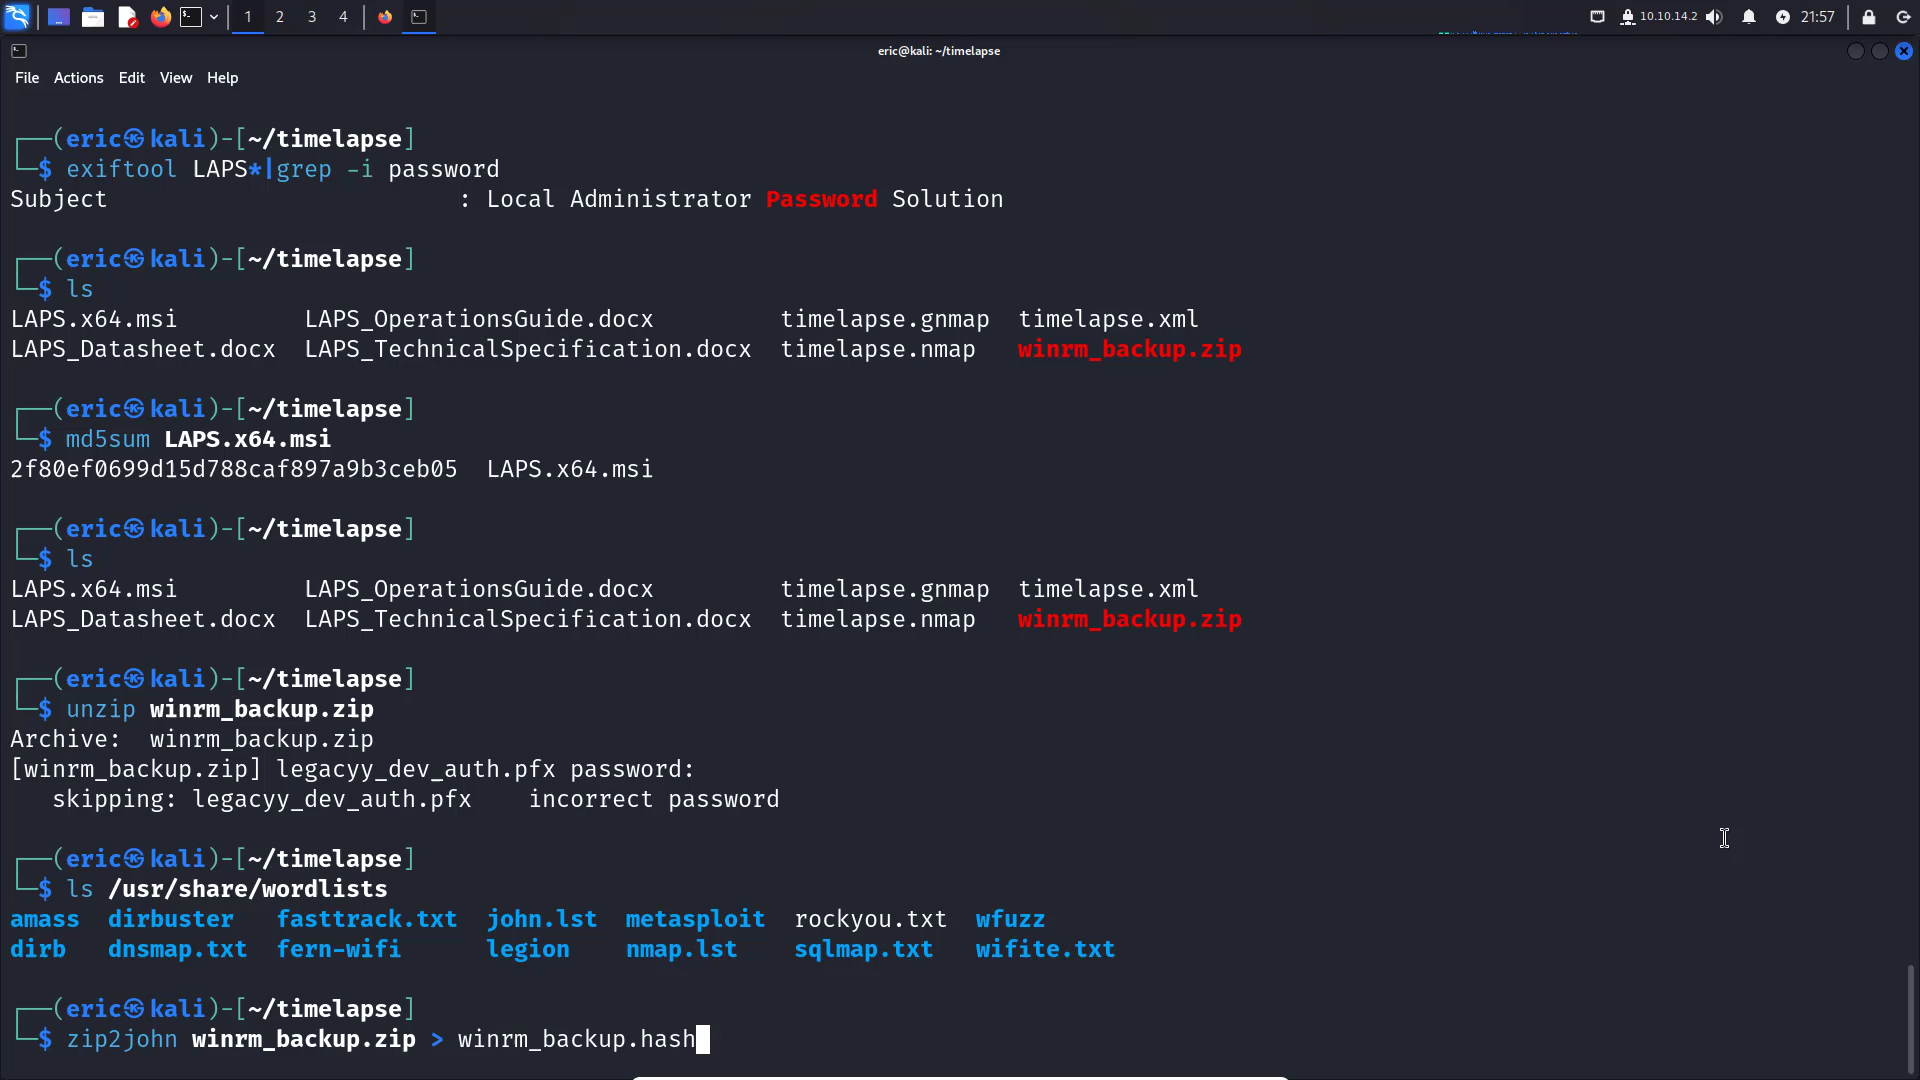 1 2 3 4 10.10.14.2 21:57
eric@kali: ~/timelapse
File Actions Edit View Help
┌──(eric㉿kali)-[~/timelapse]
└─$ exiftool LAPS*|grep -i password
Subject : Local Administrator Password Solution
┌──(eric㉿kali)-[~/timelapse]
└─$ ls
LAPS.x64.msi LAPS_OperationsGuide.docx timelapse.gnmap timelapse.xml
LAPS_Datasheet.docx LAPS_TechnicalSpecification.docx timelapse.nmap winrm_backup.zip
┌──(eric㉿kali)-[~/timelapse]
└─$ md5sum LAPS.x64.msi
2f80ef0699d15d788caf897a9b3ceb05 LAPS.x64.msi
┌──(eric㉿kali)-[~/timelapse]
└─$ ls
LAPS.x64.msi LAPS_OperationsGuide.docx timelapse.gnmap timelapse.xml
LAPS_Datasheet.docx LAPS_TechnicalSpecification.docx timelapse.nmap winrm_backup.zip
┌──(eric㉿kali)-[~/timelapse]
└─$ unzip winrm_backup.zip
Archive: winrm_backup.zip
[winrm_backup.zip] legacyy_dev_auth.pfx password:
skipping: legacyy_dev_auth.pfx incorrect password
┌──(eric㉿kali)-[~/timelapse]
└─$ ls /usr/share/wordlists
amass dirbuster fasttrack.txt john.lst metasploit rockyou.txt wfuzz
dirb dnsmap.txt fern-wifi legion nmap.lst sqlmap.txt wifite.txt
┌──(eric㉿kali)-[~/timelapse]
└─$ zip2john winrm_backup.zip > winrm_backup.hash